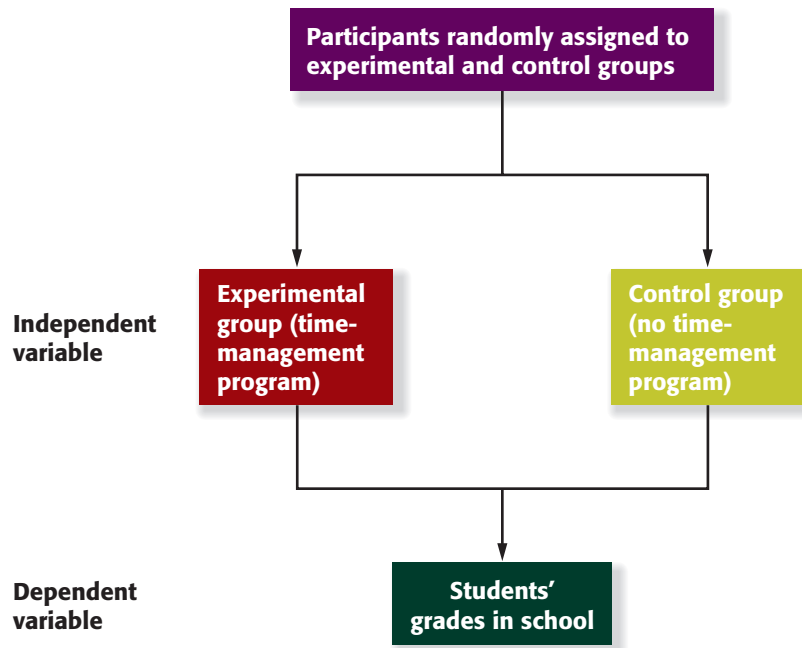 Participants randomly assigned to
experimental and control groups
Independent
variable
Experimental
group (time-
management
program)
Control group
(no time-
management
program)
Dependent
variable
Students’
grades in school